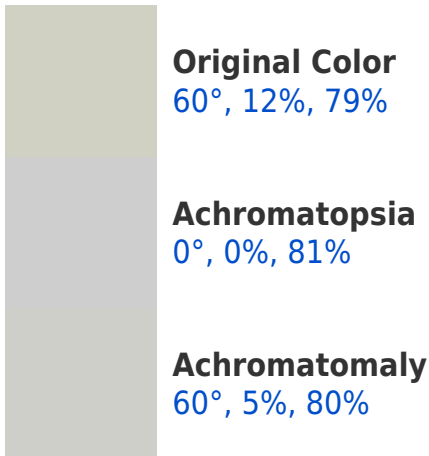 Original Color
60°, 12%, 79%
Achromatopsia
0°, 0%, 81%
Achromatomaly
60°, 5%, 80%